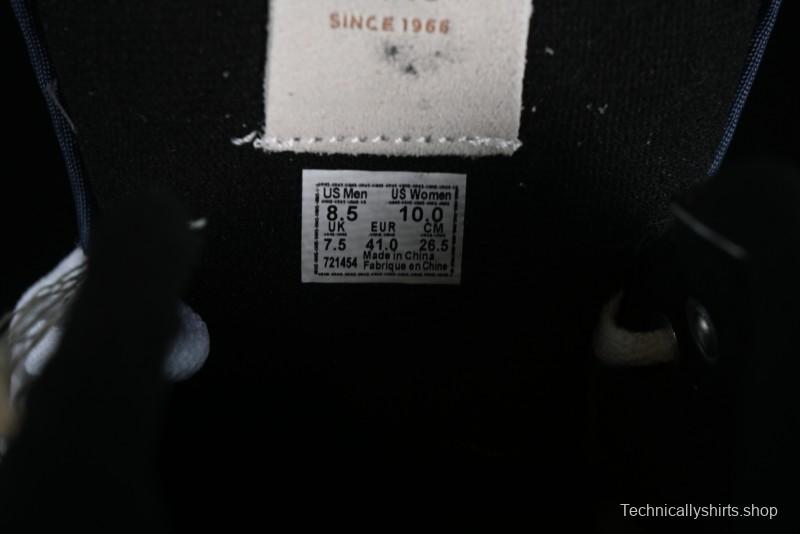 SINCE 1966
US Men US Women
8.5 10.0
UK EUR CM
7.5 41.0 26.5
721454 Made in China
Fabrique en Chine
Technicallyshirts.shop